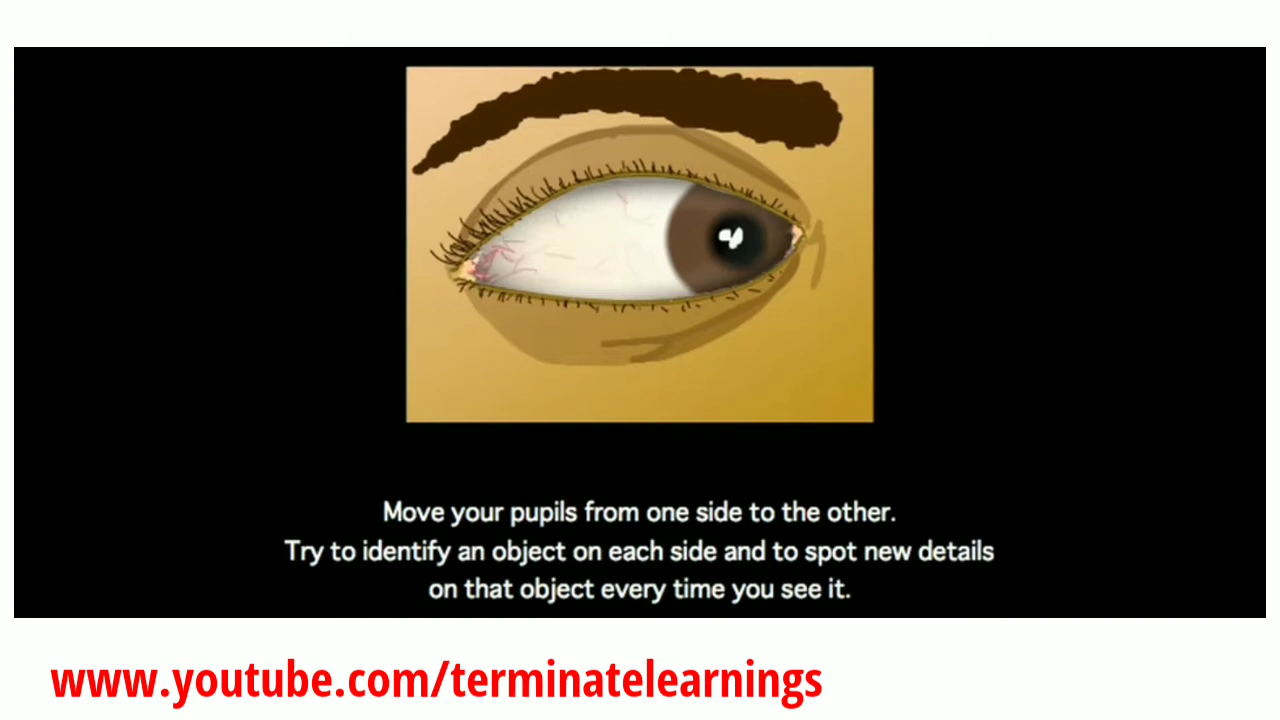 Move your pupils from one side to the other.
Try to identify an object on each side and to spot new details
on that object every time you see it.
www.youtube.com/terminatelearnings